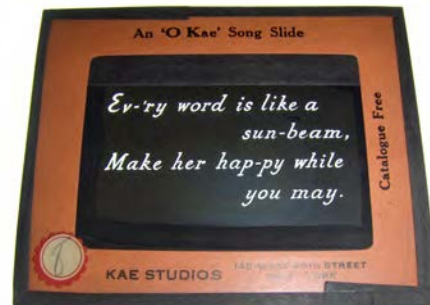 An 'O Kae' Song Slide
Ev-'ry word is like a
sun-beam,
Make her hap-py while
you may.
Catalogue Free
8
KAE STUDIOS
STREET